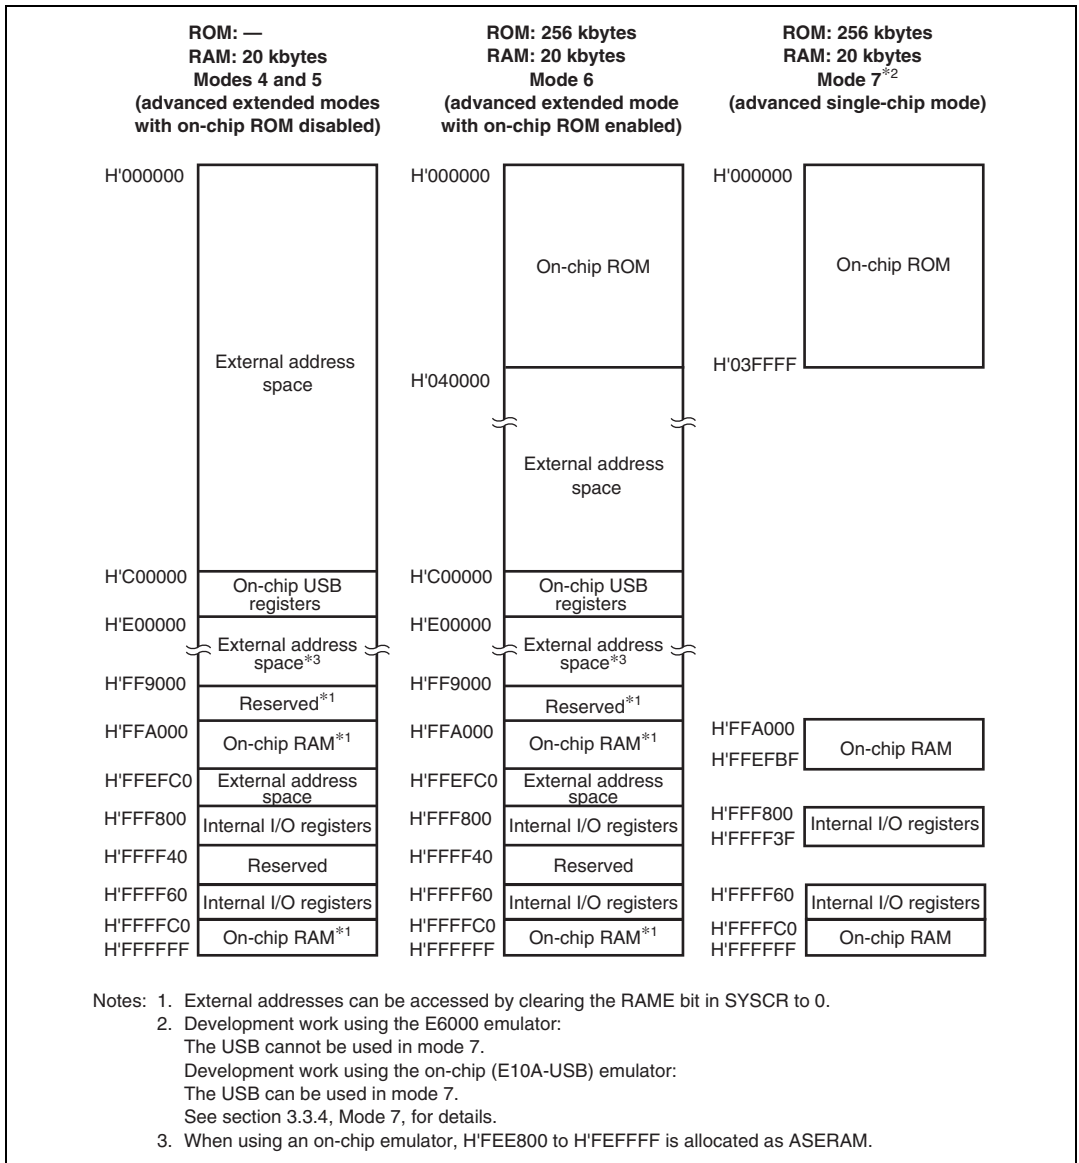 ROM: —
RAM: 20 kbytes
Modes 4 and 5
(advanced extended modes
with on-chip ROM disabled)
H'000000
External address
space
H'C00000
On-chip USB
registers
H'E00000
External address
space*3
H'FF9000
Reserved*1
H'FFA000
On-chip RAM*1
H'FFEFC0
External address
space
H'FFF800
Internal I/O registers
H'FFFF40
Reserved
H'FFFF60
Internal I/O registers
H'FFFFC0
On-chip RAM*1
H'FFFFFF
ROM: 256 kbytes
RAM: 20 kbytes
Mode 6
(advanced extended mode
with on-chip ROM enabled)
H'000000
On-chip ROM
H'040000
External address
space
H'C00000
On-chip USB
registers
H'E00000
External address
space*3
H'FF9000
Reserved*1
H'FFA000
On-chip RAM*1
H'FFEFC0
External address
space
H'FFF800
Internal I/O registers
H'FFFF40
Reserved
H'FFFF60
Internal I/O registers
H'FFFFC0
On-chip RAM*1
H'FFFFFF
ROM: 256 kbytes
RAM: 20 kbytes
Mode 7*2
(advanced single-chip mode)
H'000000
On-chip ROM
H'03FFFF
H'FFA000
On-chip RAM
H'FFEFBF
H'FFF800
Internal I/O registers
H'FFFF3F
H'FFFF60
Internal I/O registers
H'FFFFC0
On-chip RAM
H'FFFFFF
Notes: 1. External addresses can be accessed by clearing the RAME bit in SYSCR to 0.
2. Development work using the E6000 emulator:
The USB cannot be used in mode 7.
Development work using the on-chip (E10A-USB) emulator:
The USB can be used in mode 7.
See section 3.3.4, Mode 7, for details.
3. When using an on-chip emulator, H'FEE800 to H'FEFFFF is allocated as ASERAM.